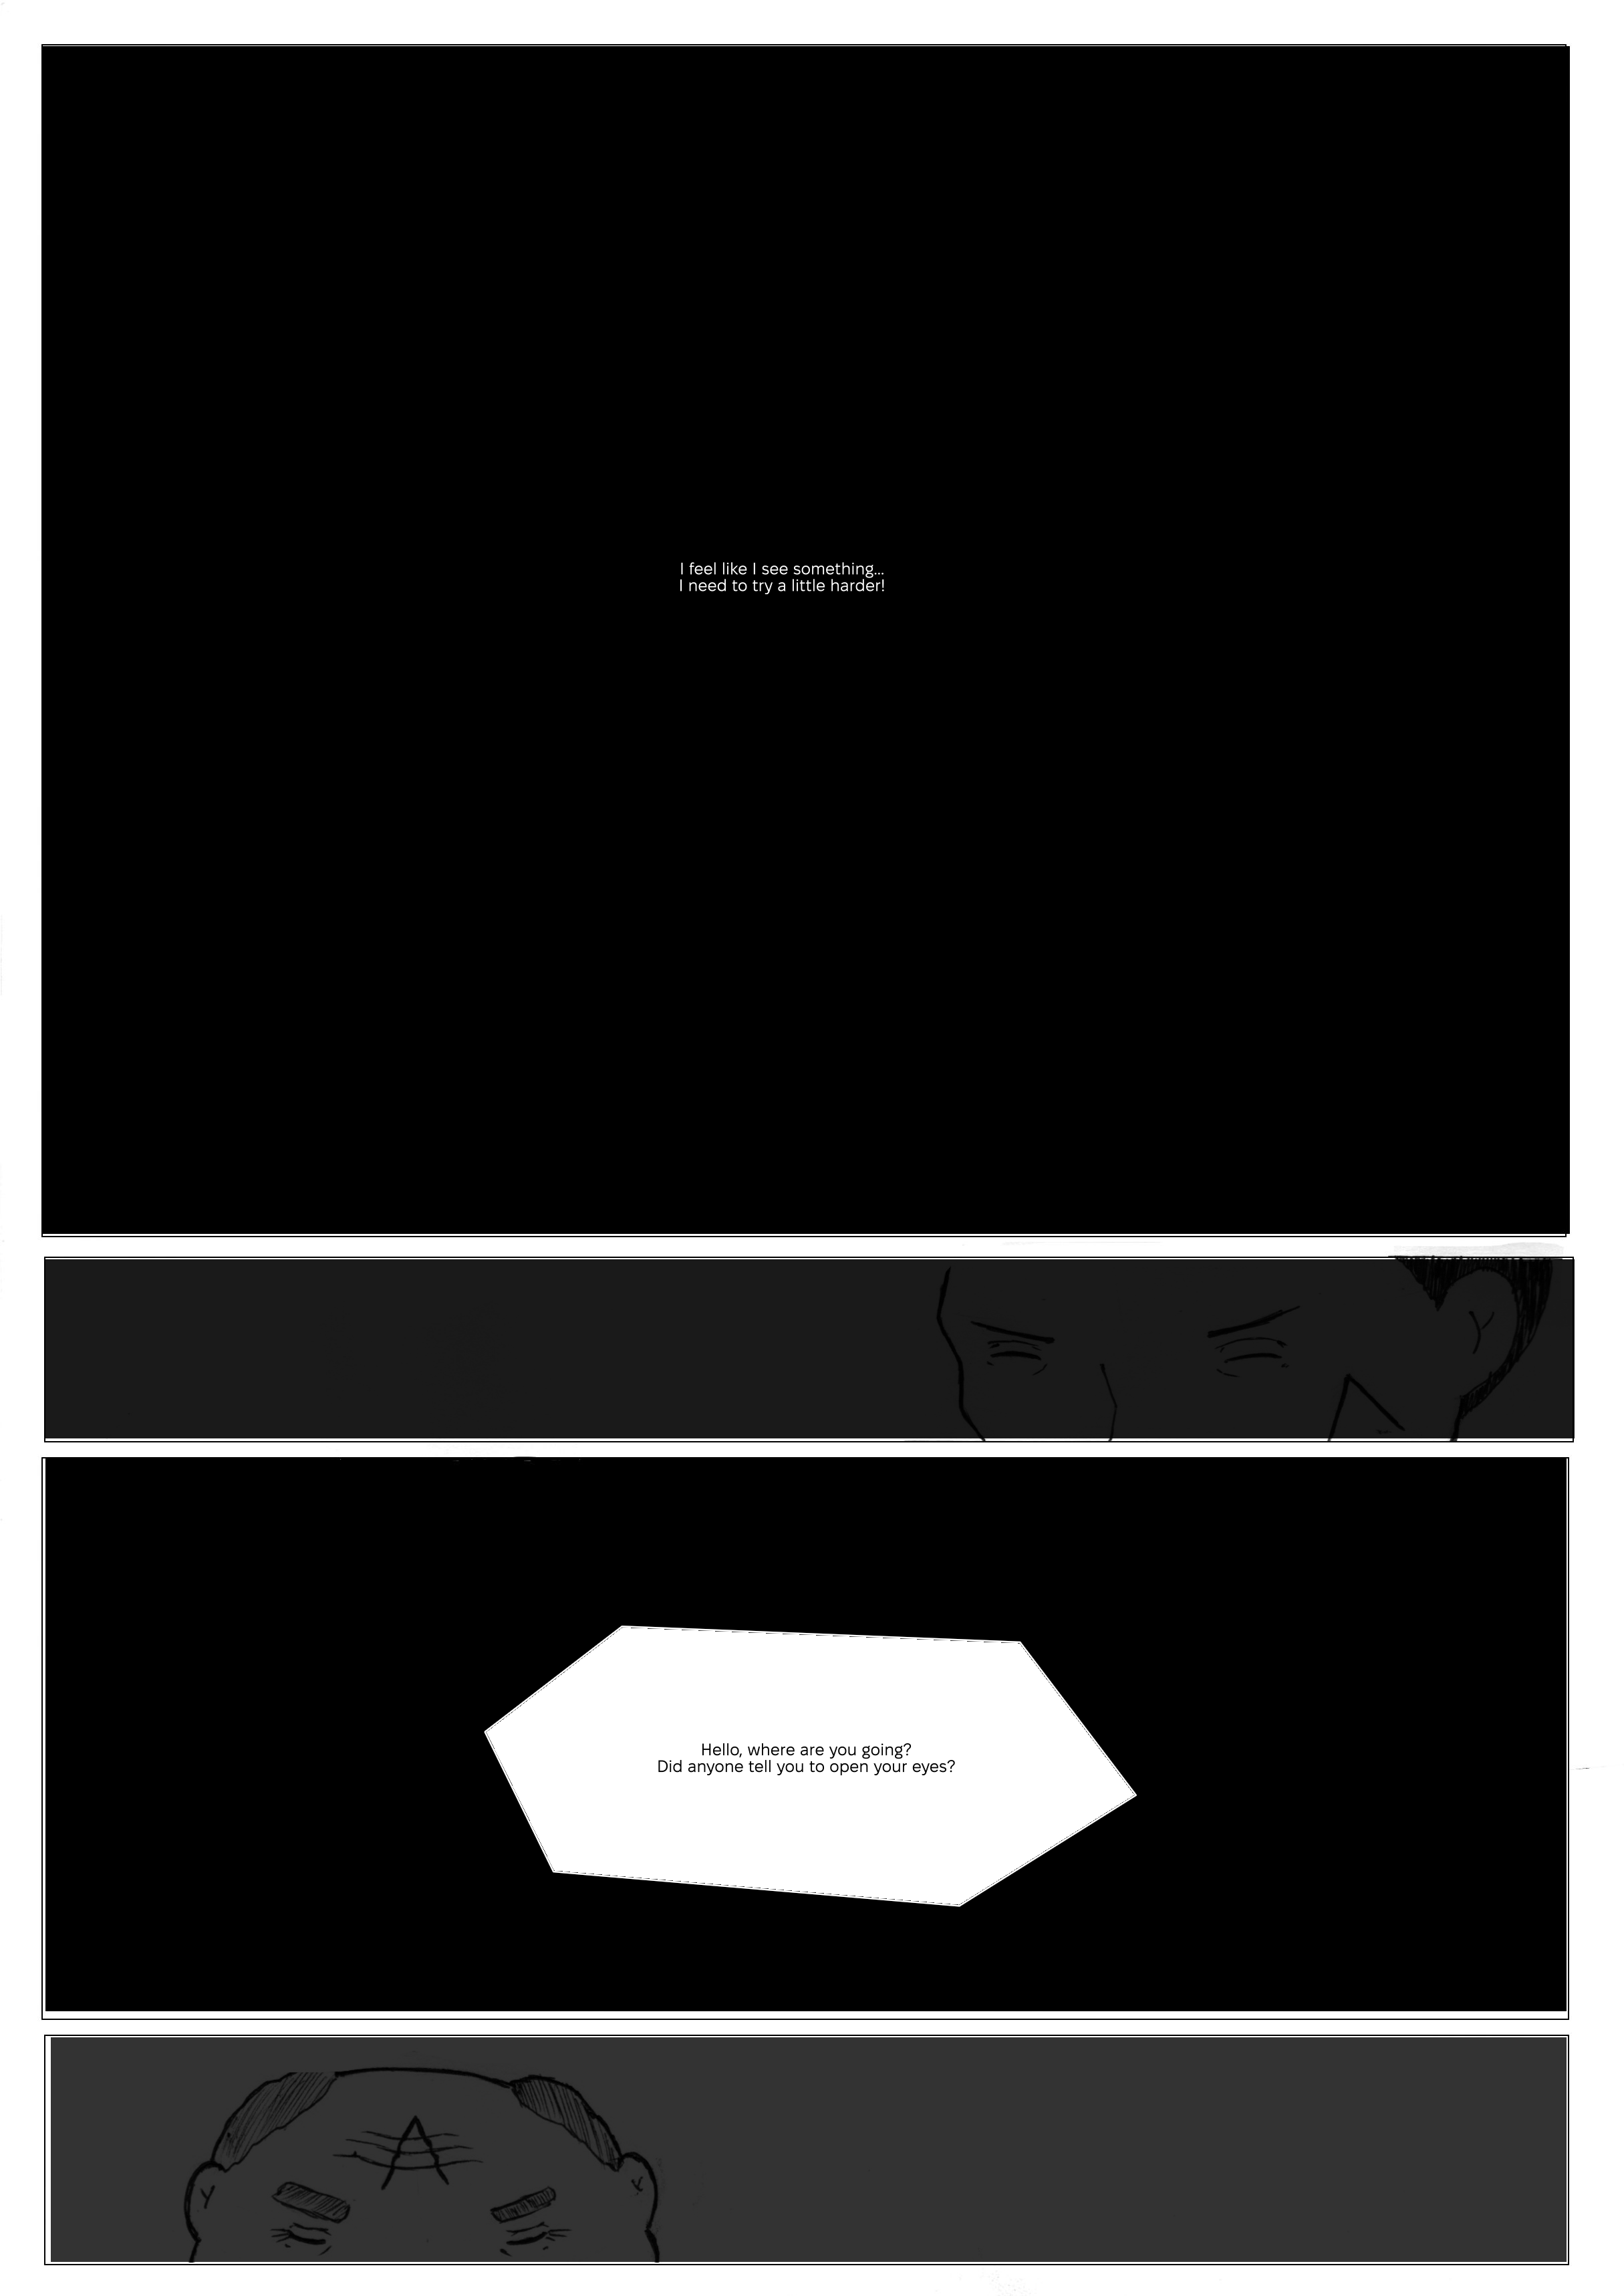 I feel like I see something...
I need to try a little harder!
Hello, where are you going?
Did anyone tell you to open your eyes?